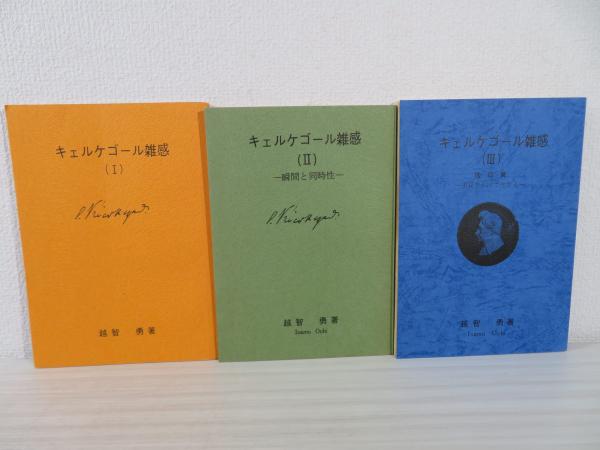 キェルケゴール雑感
(I)
S. Kierkegaard.
越智 勇著
キェルケゴール雑感
(II)
―瞬間と同時性―
S. Kierkegaard.
越智 勇著
Isamu Ochi
キェルケゴール雑感
(III)
越智 勇著
Isamu Ochi